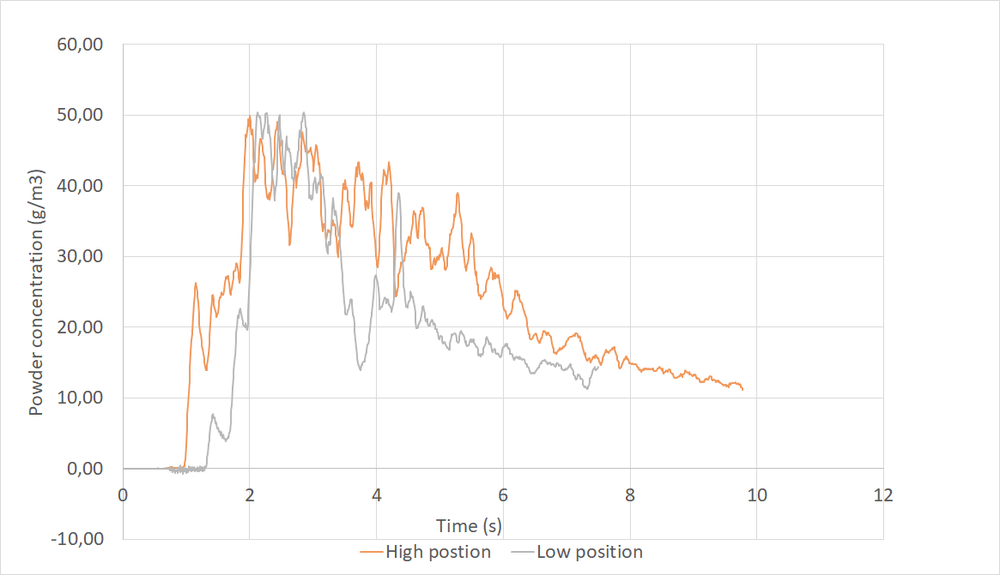 60,00
50,00
40,00
30,00
20,00
10,00
0,00
-10,00
Powder concentration (g/m3)
0 2 4 6 8 10 12
Time (s)
High postion Low position